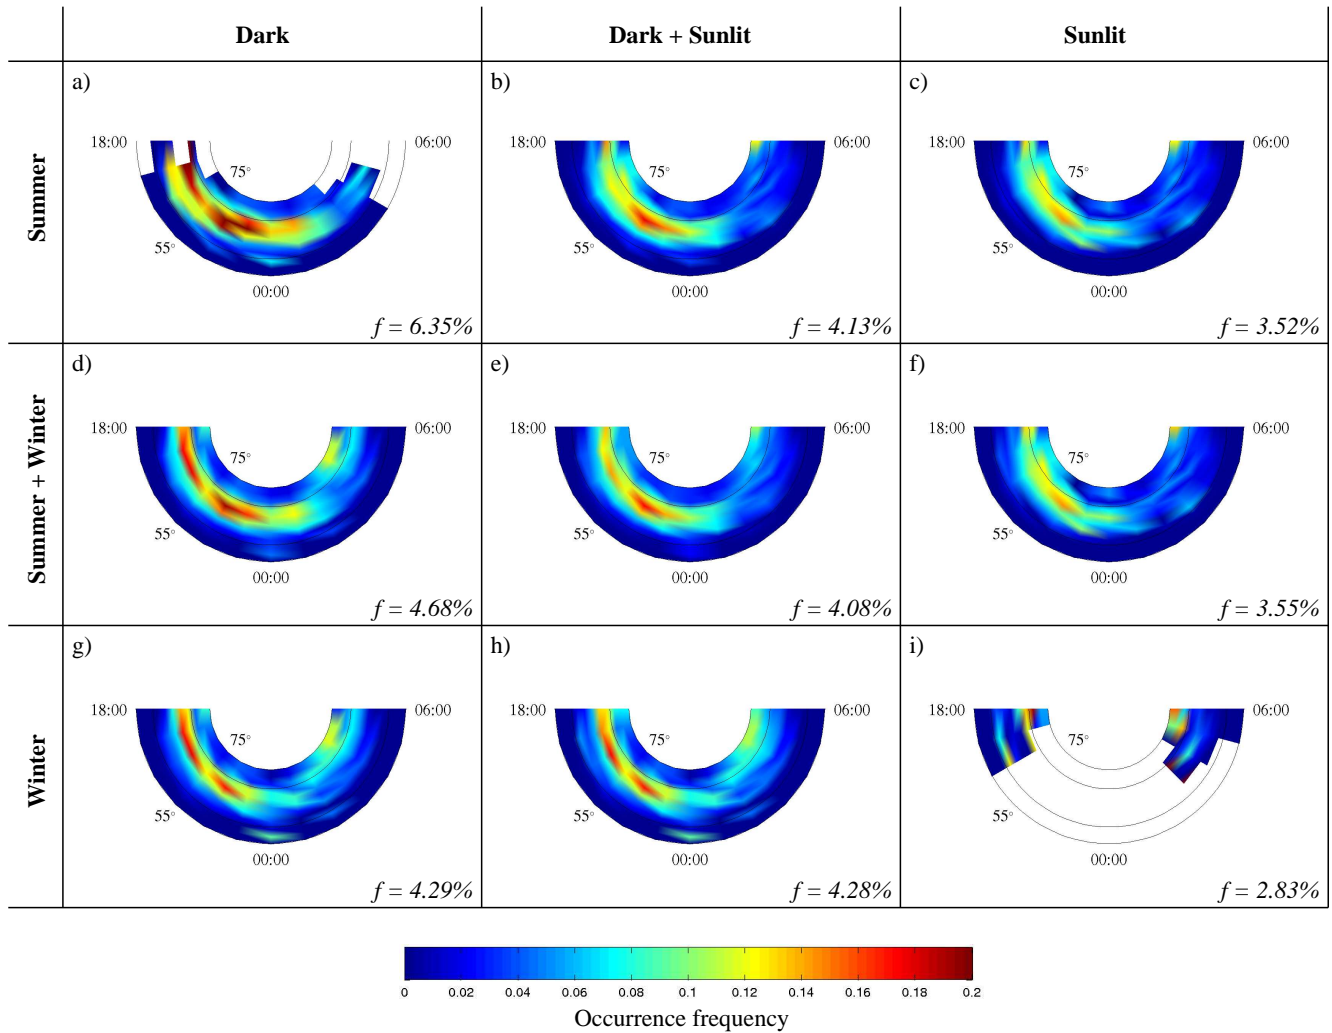 Dark
Dark + Sunlit
Sunlit
Summer
a)
18:00
06:00
75°
55°
00:00
f = 6.35%
b)
18:00
06:00
75°
55°
00:00
f = 4.13%
c)
18:00
06:00
75°
55°
00:00
f = 3.52%
Summer + Winter
d)
18:00
06:00
75°
55°
00:00
f = 4.68%
e)
18:00
06:00
75°
55°
00:00
f = 4.08%
f)
18:00
06:00
75°
55°
00:00
f = 3.55%
Winter
g)
18:00
06:00
75°
55°
00:00
f = 4.29%
h)
18:00
06:00
75°
55°
00:00
f = 4.28%
i)
18:00
06:00
75°
55°
00:00
f = 2.83%
0 0.02 0.04 0.06 0.08 0.1 0.12 0.14 0.16 0.18 0.2
Occurrence frequency